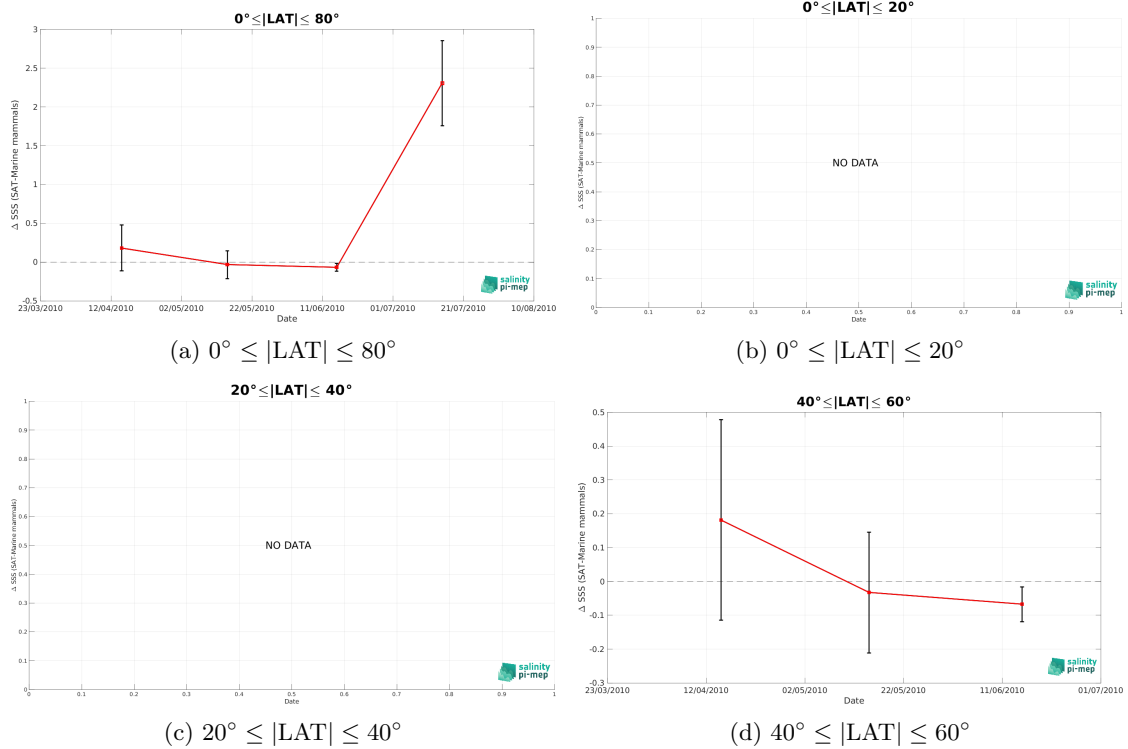 0°≤|LAT|≤ 80°
3
2.5
2
1.5
1
0.5
0
-0.5
Δ SSS (SAT-Marine mammals)
23/03/2010 12/04/2010 02/05/2010 22/05/2010 11/06/2010 01/07/2010 21/07/2010 10/08/2010
Date
salinity
pi-mep
(a) 0° ≤ |LAT| ≤ 80°
0°≤|LAT|≤ 20°
1
0.9
0.8
0.7
0.6
0.5
0.4
0.3
0.2
0.1
0
Δ SSS (SAT-Marine mammals)
NO DATA
0 0.1 0.2 0.3 0.4 0.5 0.6 0.7 0.8 0.9 1
Date
salinity
pi-mep
(b) 0° ≤ |LAT| ≤ 20°
20°≤|LAT|≤ 40°
1
0.9
0.8
0.7
0.6
0.5
0.4
0.3
0.2
0.1
0
Δ SSS (SAT-Marine mammals)
NO DATA
0 0.1 0.2 0.3 0.4 0.5 0.6 0.7 0.8 0.9 1
Date
salinity
pi-mep
(c) 20° ≤ |LAT| ≤ 40°
40°≤|LAT|≤ 60°
0.5
0.4
0.3
0.2
0.1
0
-0.1
-0.2
-0.3
Δ SSS (SAT-Marine mammals)
23/03/2010 12/04/2010 02/05/2010 22/05/2010 11/06/2010 01/07/2010
Date
salinity
pi-mep
(d) 40° ≤ |LAT| ≤ 60°